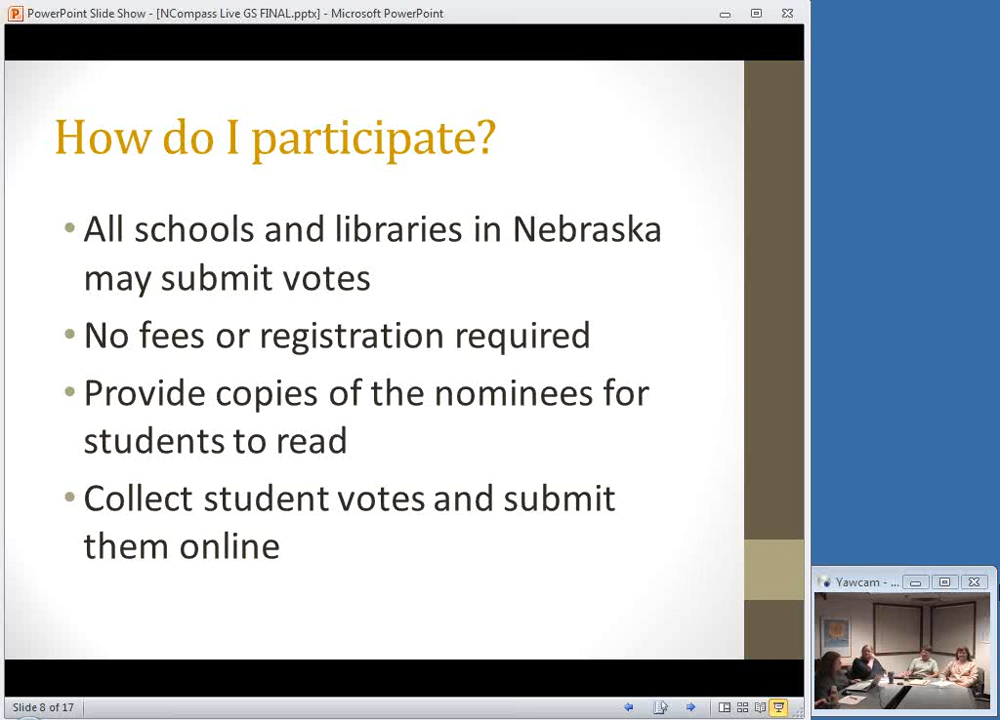 PowerPoint Slide Show - [NCompass Live GS FINAL.pptx] - Microsoft PowerPoint
How do I participate?
• All schools and libraries in Nebraska
may submit votes
• No fees or registration required
• Provide copies of the nominees for
students to read
• Collect student votes and submit
them online
Yawcam - ...
Slide 8 of 17